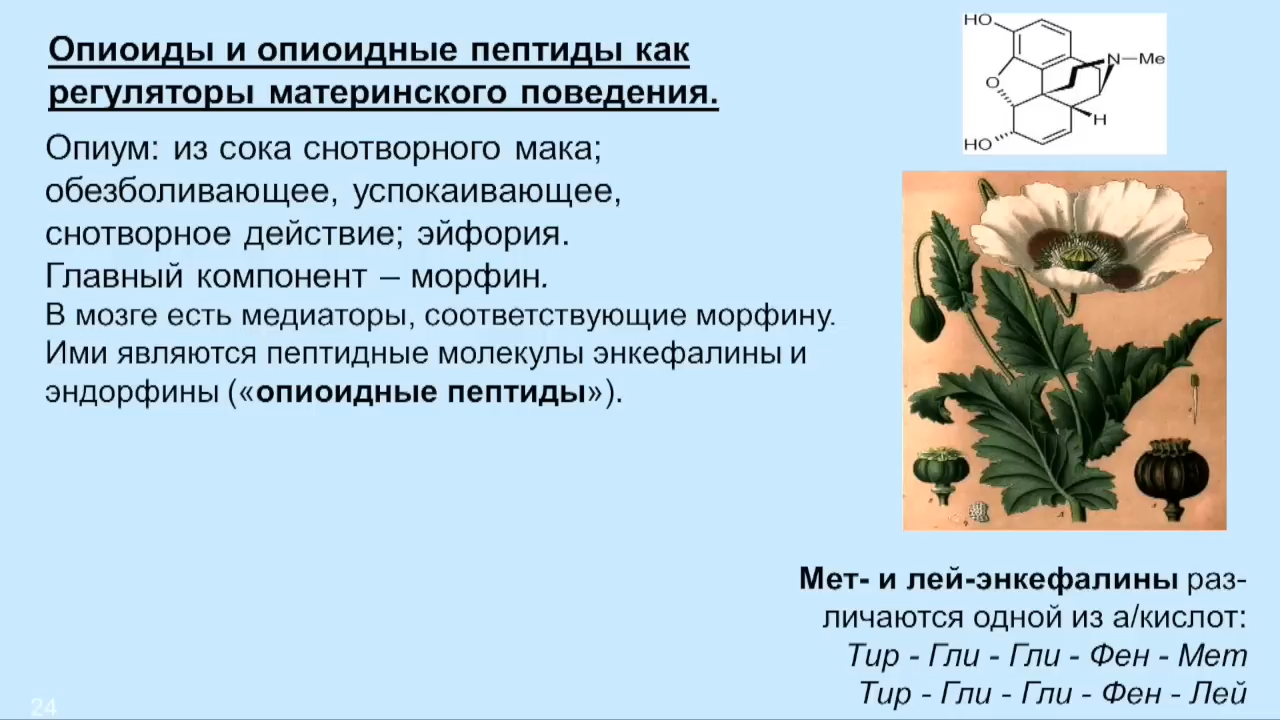 Опиоиды и опиоидные пептиды как
регуляторы материнского поведения.
Опиум: из сока снотворного мака;
обезболивающее, успокаивающее,
снотворное действие; эйфория.
Главный компонент – морфин.
В мозге есть медиаторы, соответствующие морфину.
Ими являются пептидные молекулы энкефалины и
эндорфины («опиоидные пептиды»).
HO
N–Me
O
H
HO
Мет- и лей-энкефалины раз-
личаются одной из а/кислот:
Тир - Гли - Гли - Фен - Мет
Тир - Гли - Гли - Фен - Лей
24